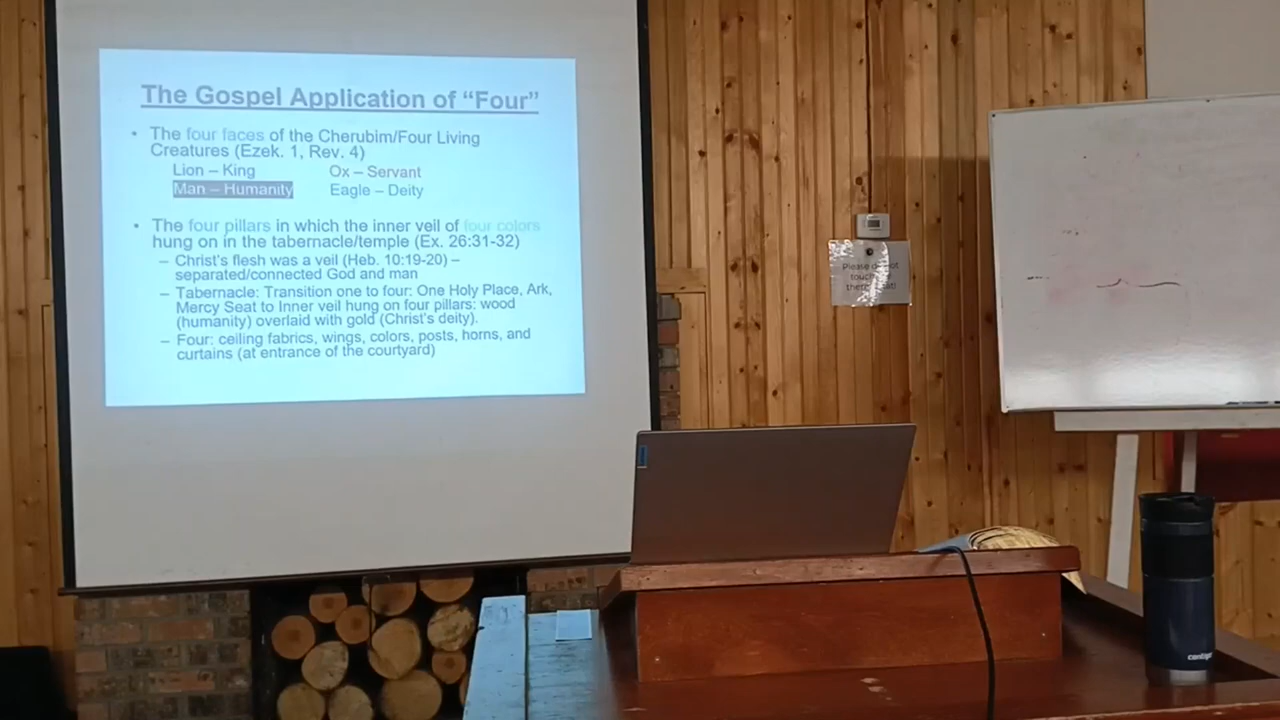 The Gospel Application of “Four”
• The four faces of the Cherubim/Four Living
Creatures (Ezek. 1, Rev. 4)
Lion – King Ox – Servant
Man – Humanity Eagle – Deity
• The four pillars in which the inner veil of four colors
hung on in the tabernacle/temple (Ex. 26:31-32)
– Christ's flesh was a veil (Heb. 10:19-20) –
separated/connected God and man
– Tabernacle: Transition one to four: One Holy Place, Ark,
Mercy Seat to Inner veil hung on four pillars: wood
(humanity) overlaid with gold (Christ's deity).
– Four: ceiling fabrics, wings, colors, posts, horns, and
curtains (at entrance of the courtyard)
Please do not
touch
contigo